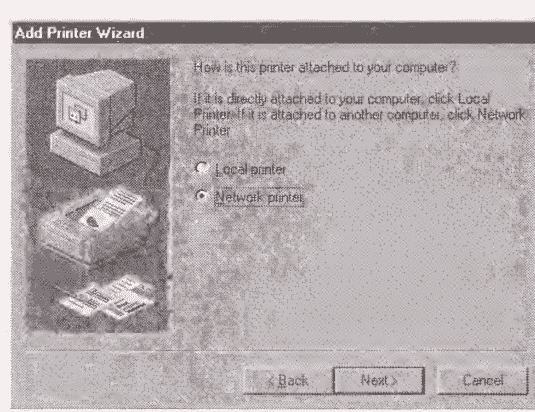 Add Printer Wizard
How is this printer attached to your computer?
If it is directly attached to your computer, click Local
Printer. If it is attached to another computer, click Network
Printer
Local printer
Network printer
< Back
Next >
Cancel